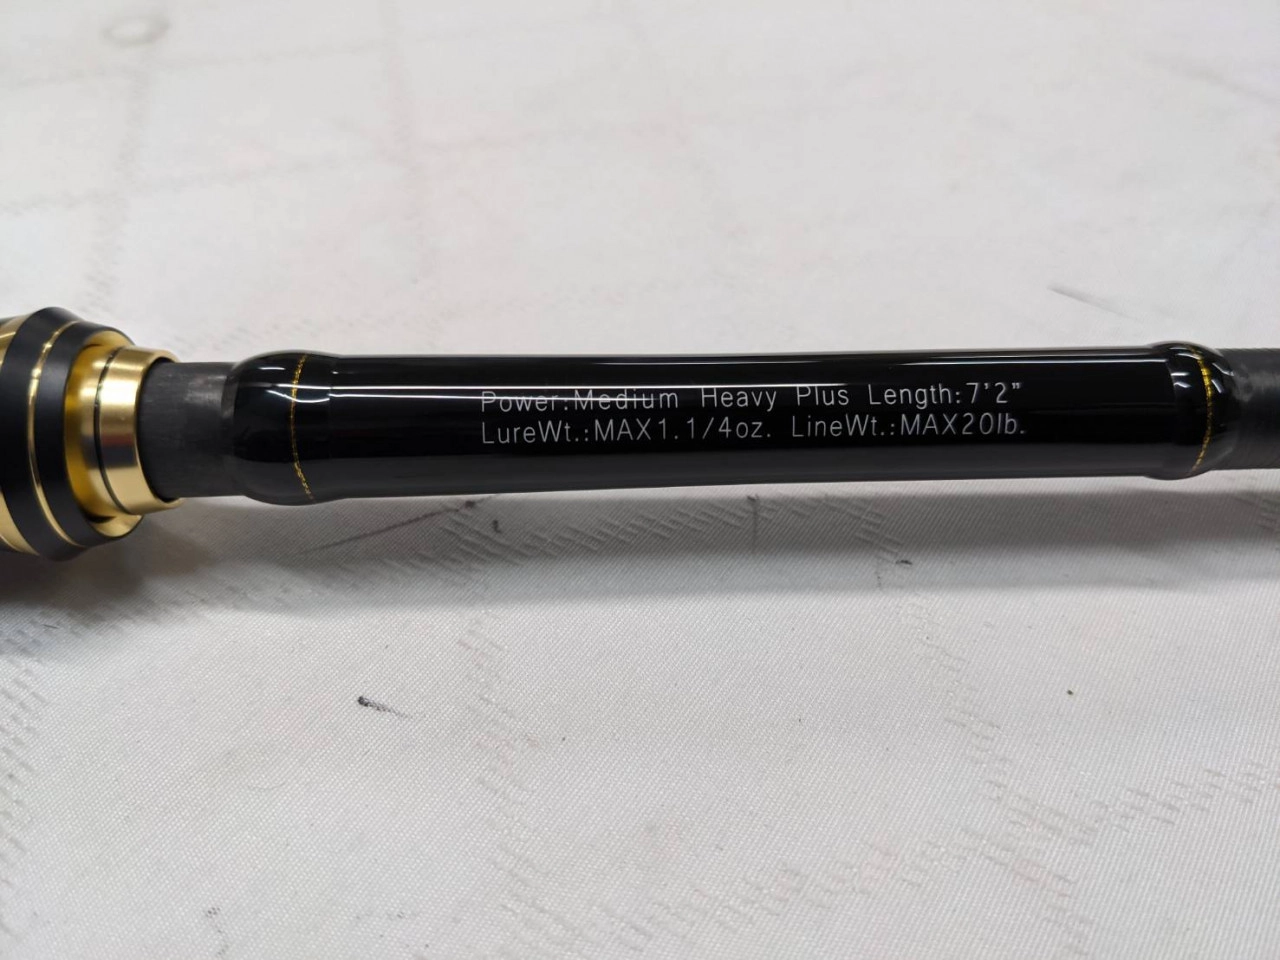 Power:Medium Heavy Plus Length:7'2"
LureWt.:MAX1.1/4oz. LineWt.:MAX20lb.